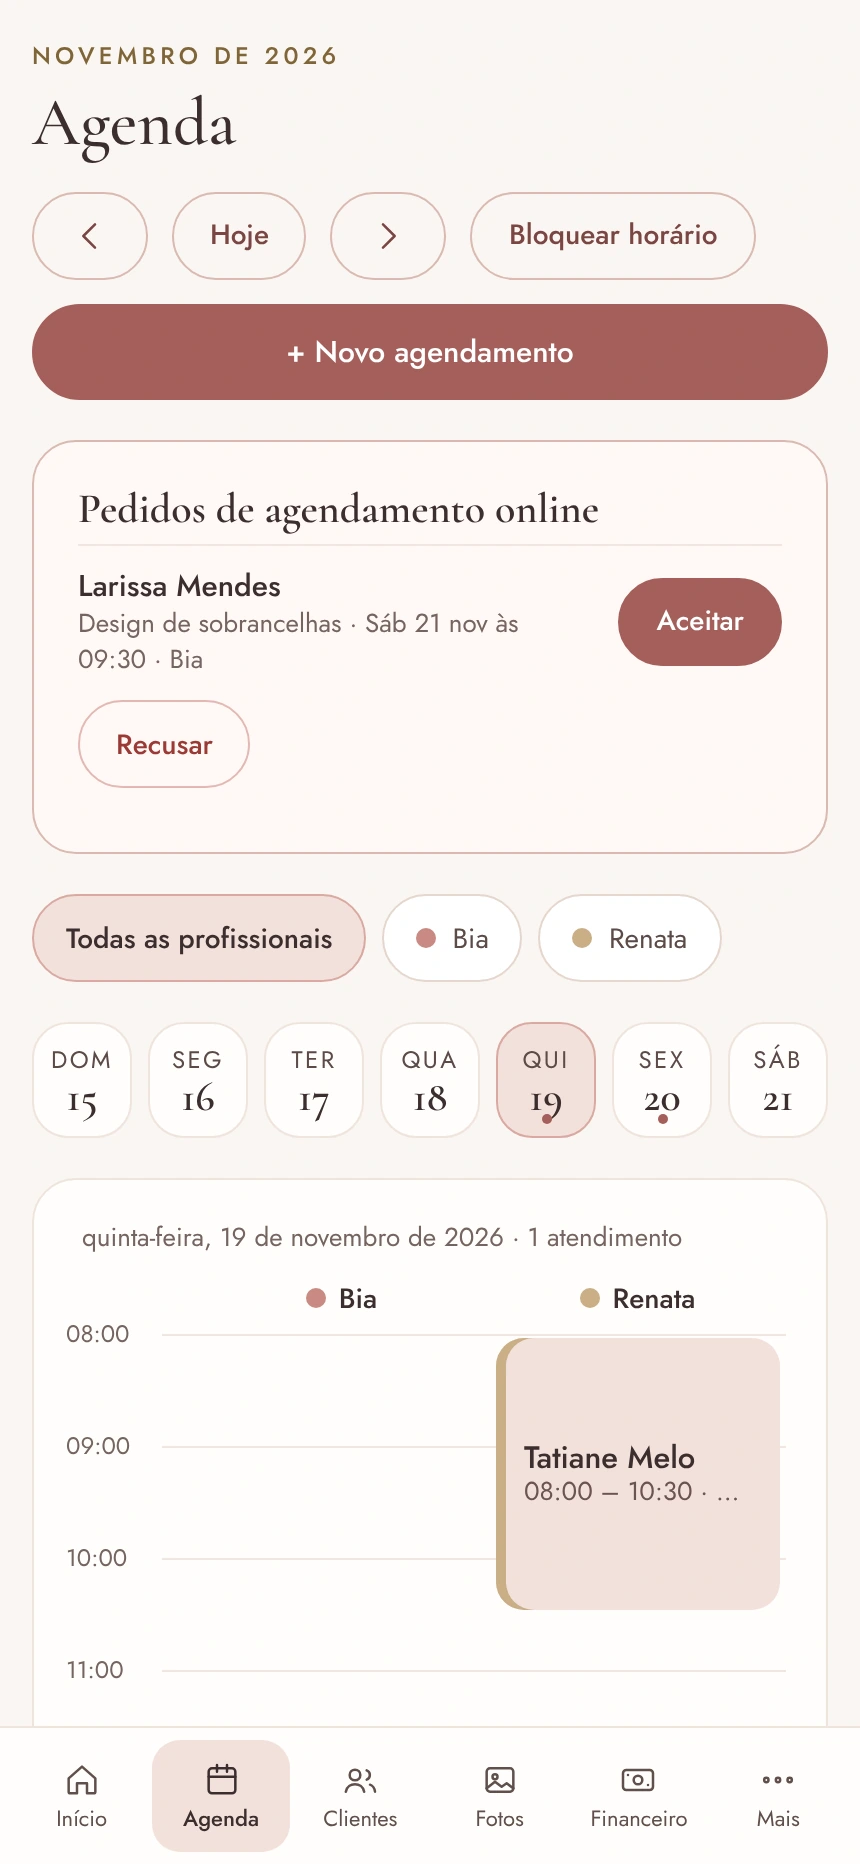 NOVEMBRO DE 2026
Agenda
Hoje
Bloquear horário
+ Novo agendamento
Pedidos de agendamento online
Larissa Mendes
Design de sobrancelhas · Sáb 21 nov às
09:30 · Bia
Aceitar
Recusar
Todas as profissionais
Bia
Renata
DOM
15
SEG
16
TER
17
QUA
18
QUI
19
SEX
20
SÁB
21
quinta-feira, 19 de novembro de 2026 · 1 atendimento
Bia
Renata
08:00
09:00
Tatiane Melo
08:00 – 10:30 · ...
10:00
11:00
Início
Agenda
Clientes
Fotos
Financeiro
Mais